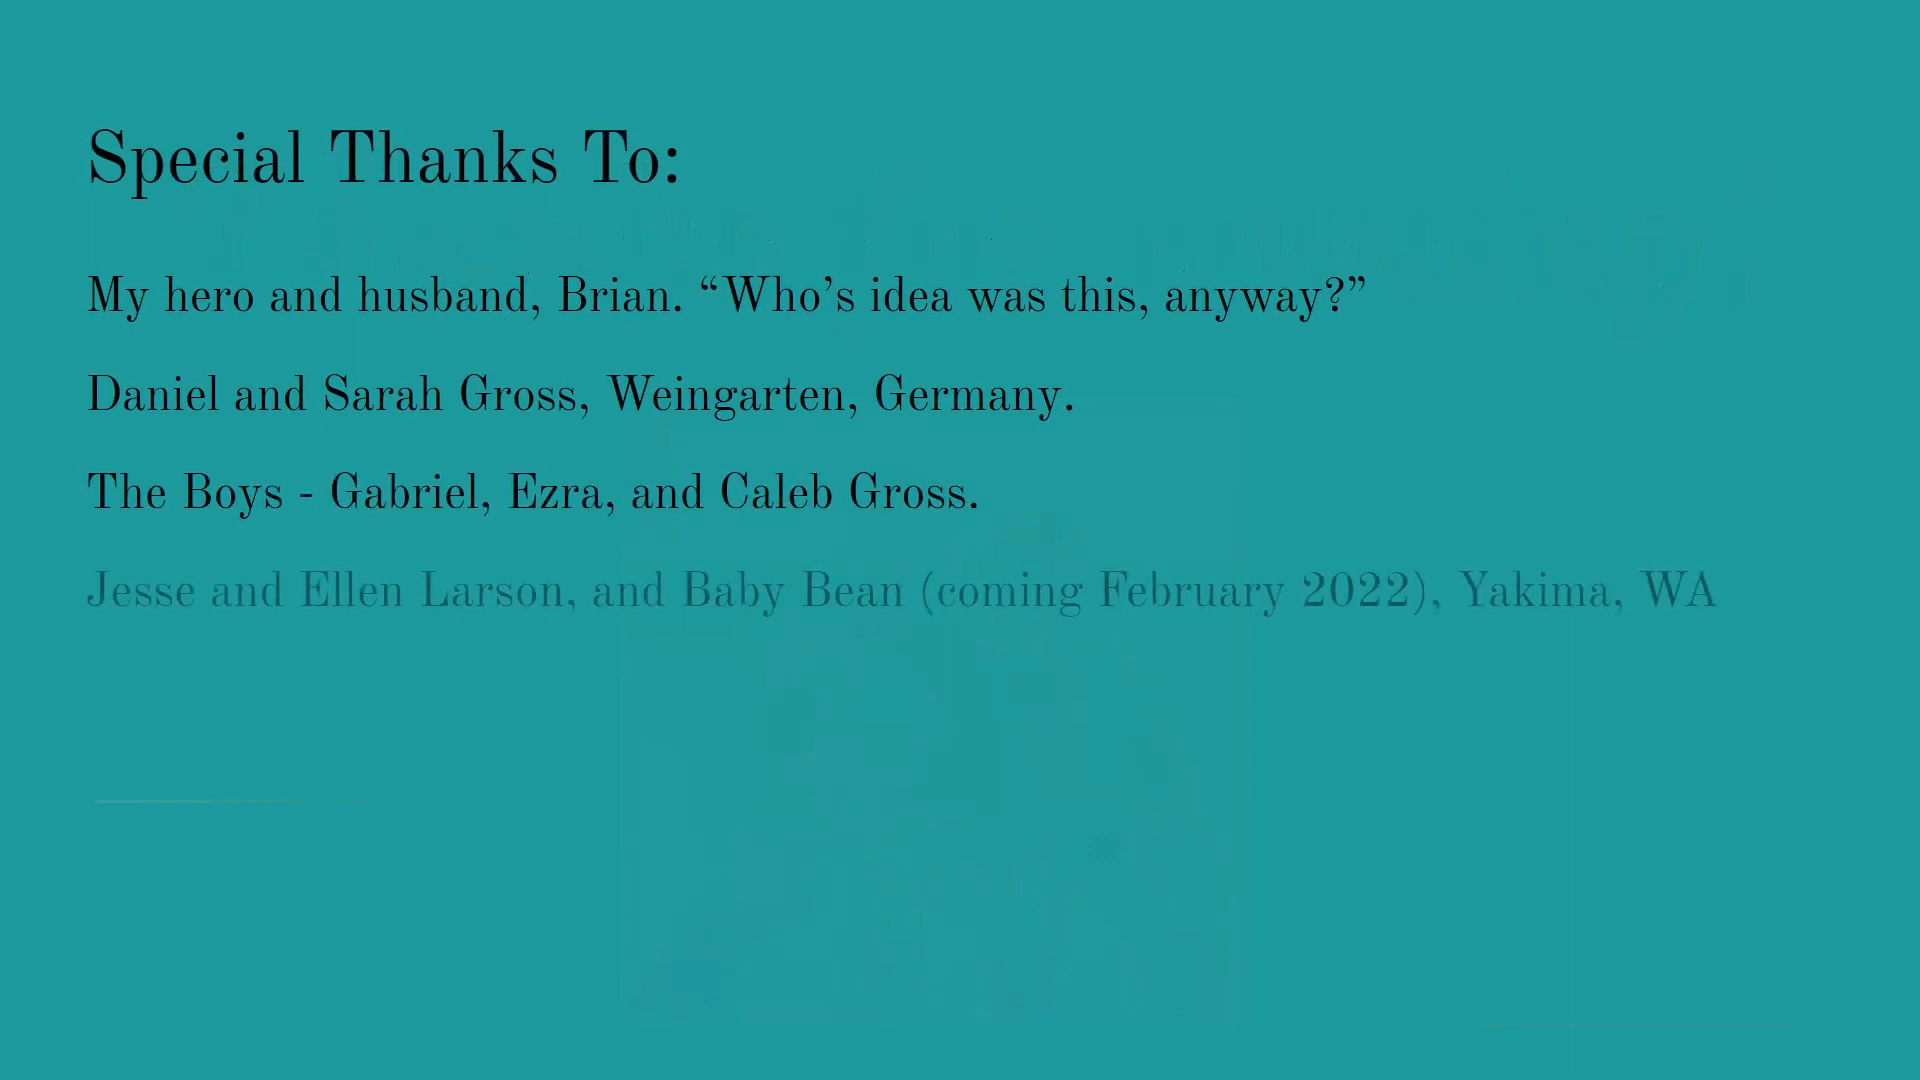 Special Thanks To:
My hero and husband, Brian. “Who’s idea was this, anyway?”
Daniel and Sarah Gross, Weingarten, Germany.
The Boys - Gabriel, Ezra, and Caleb Gross.
Jesse and Ellen Larson, and Baby Bean (coming February 2022), Yakima, WA